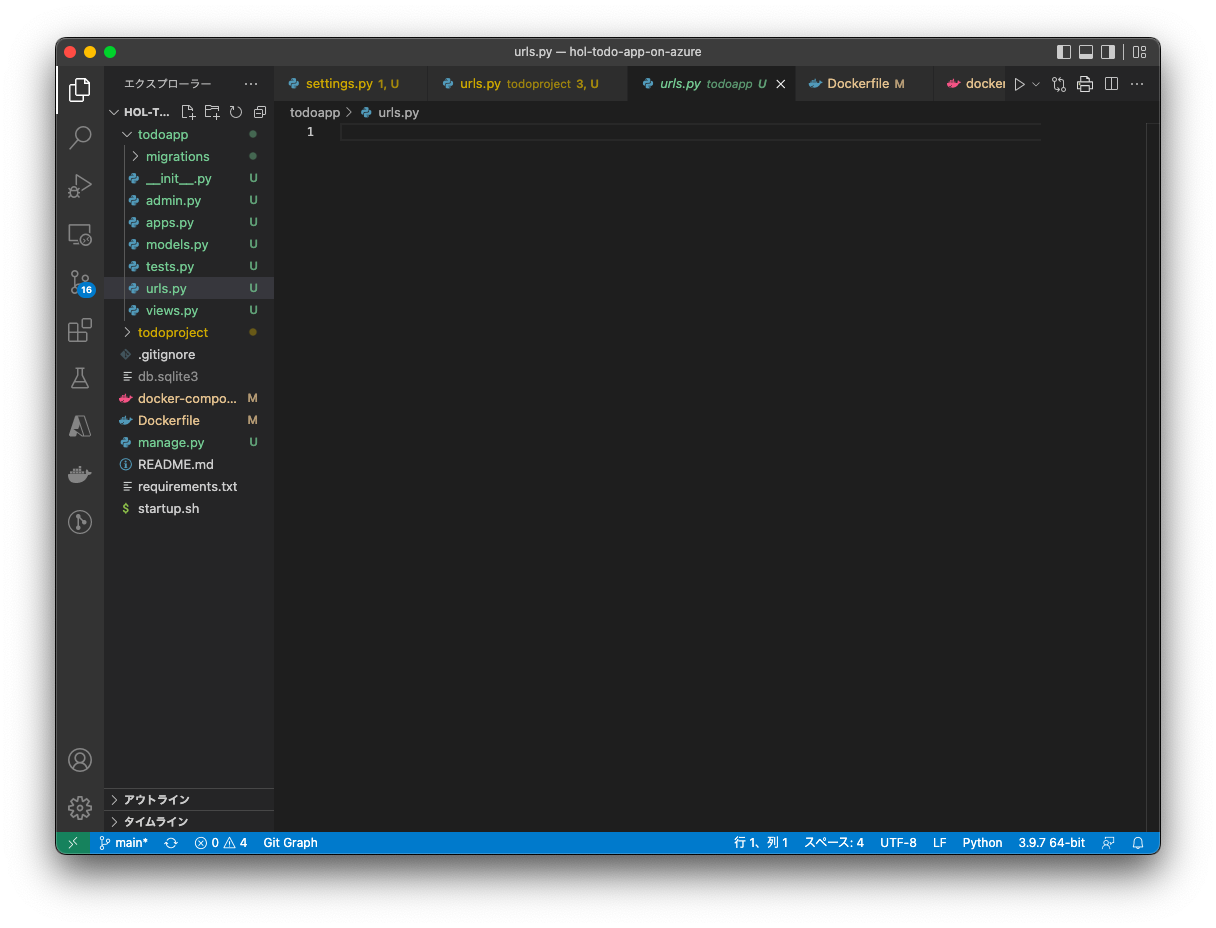 urls.py — hol-todo-app-on-azure
エクスプローラー
settings.py 1, U
urls.py todoproject 3, U
urls.py todoapp U
Dockerfile M
docker
HOL-T...
todoapp > urls.py
1
todoapp
migrations
__init__.py U
admin.py U
apps.py U
models.py U
tests.py U
urls.py U
views.py U
todoproject
.gitignore
db.sqlite3
docker-compo... M
Dockerfile M
manage.py U
README.md
requirements.txt
$ startup.sh
16
アウトライン
タイムライン
main* 0 4 Git Graph 行 1、列 1 スペース: 4 UTF-8 LF Python 3.9.7 64-bit